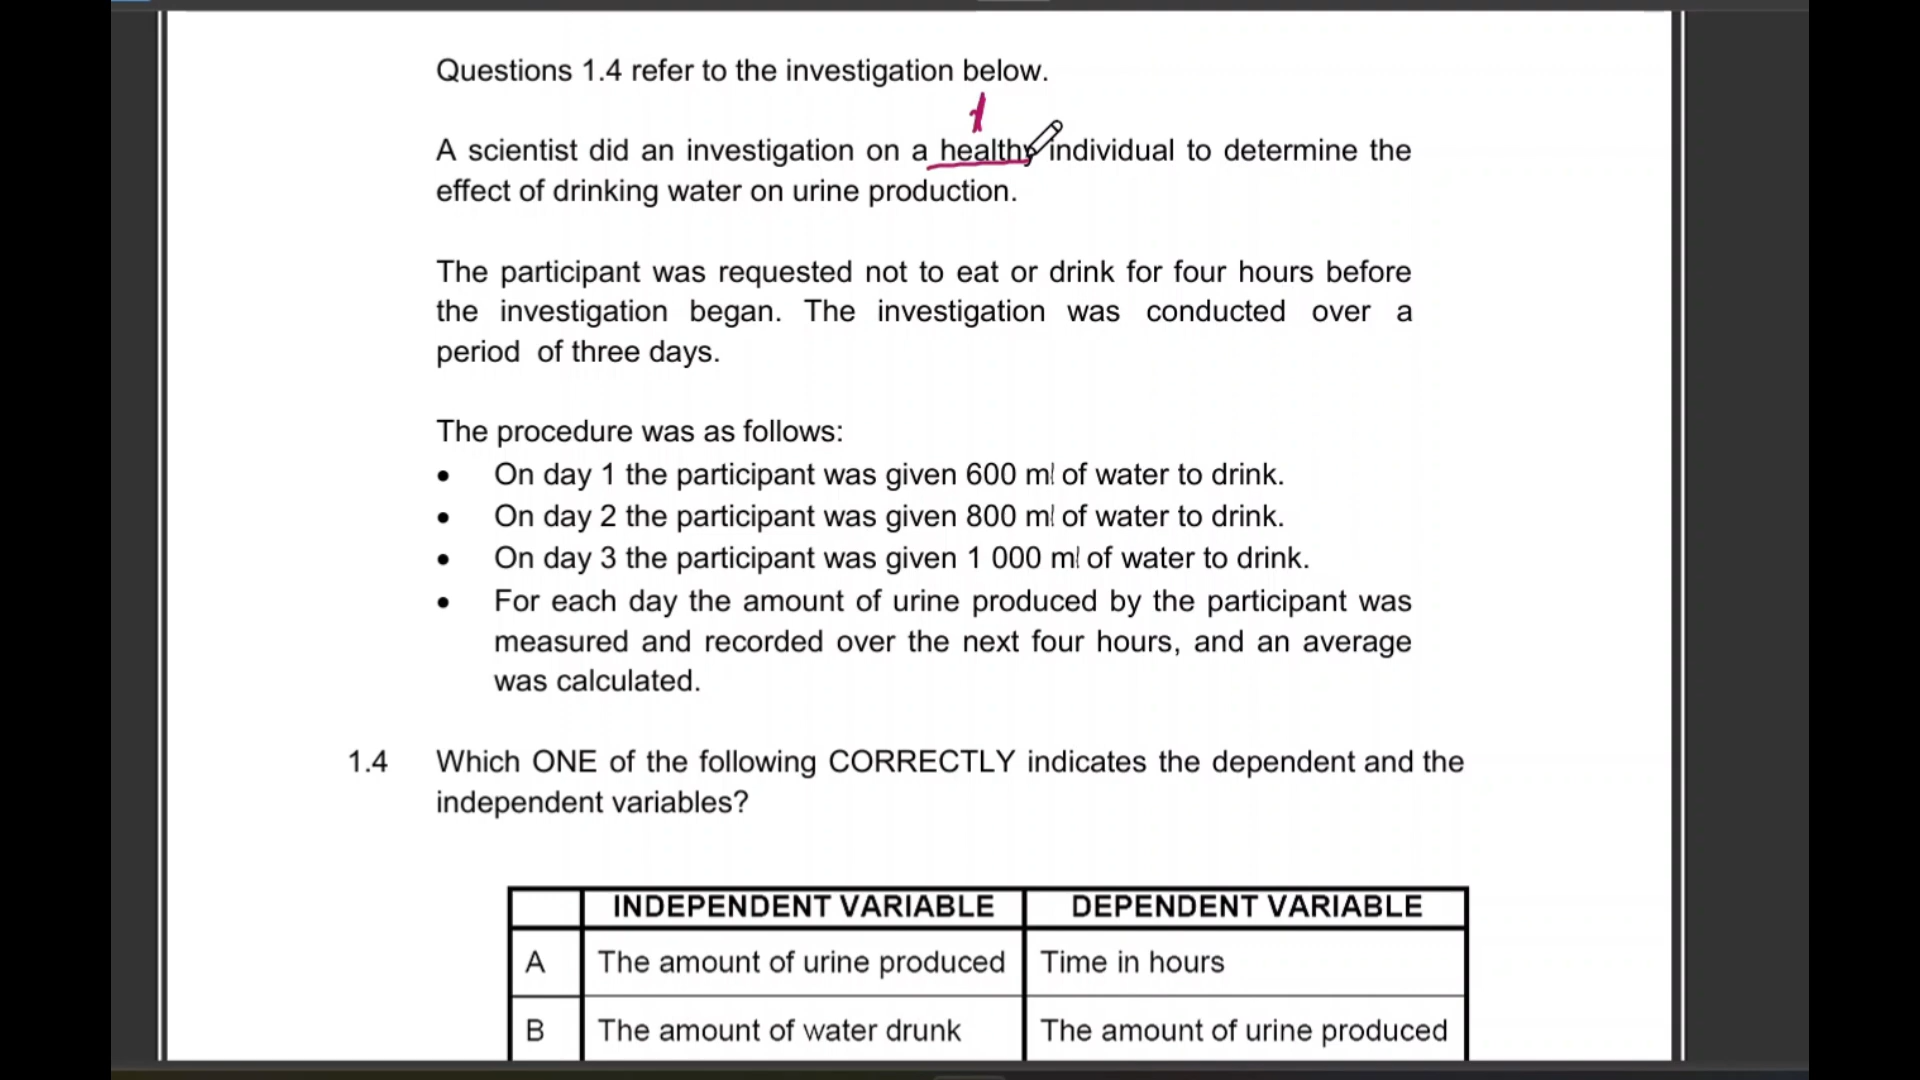 Questions 1.4 refer to the investigation below.
1
A scientist did an investigation on a healthy individual to determine the
effect of drinking water on urine production.
The participant was requested not to eat or drink for four hours before
the investigation began. The investigation was conducted over a
period of three days.
The procedure was as follows:
• On day 1 the participant was given 600 ml of water to drink.
• On day 2 the participant was given 800 ml of water to drink.
• On day 3 the participant was given 1 000 ml of water to drink.
• For each day the amount of urine produced by the participant was
measured and recorded over the next four hours, and an average
was calculated.
1.4 Which ONE of the following CORRECTLY indicates the dependent and the
independent variables?
INDEPENDENT VARIABLE DEPENDENT VARIABLE
A The amount of urine produced Time in hours
B The amount of water drunk The amount of urine produced